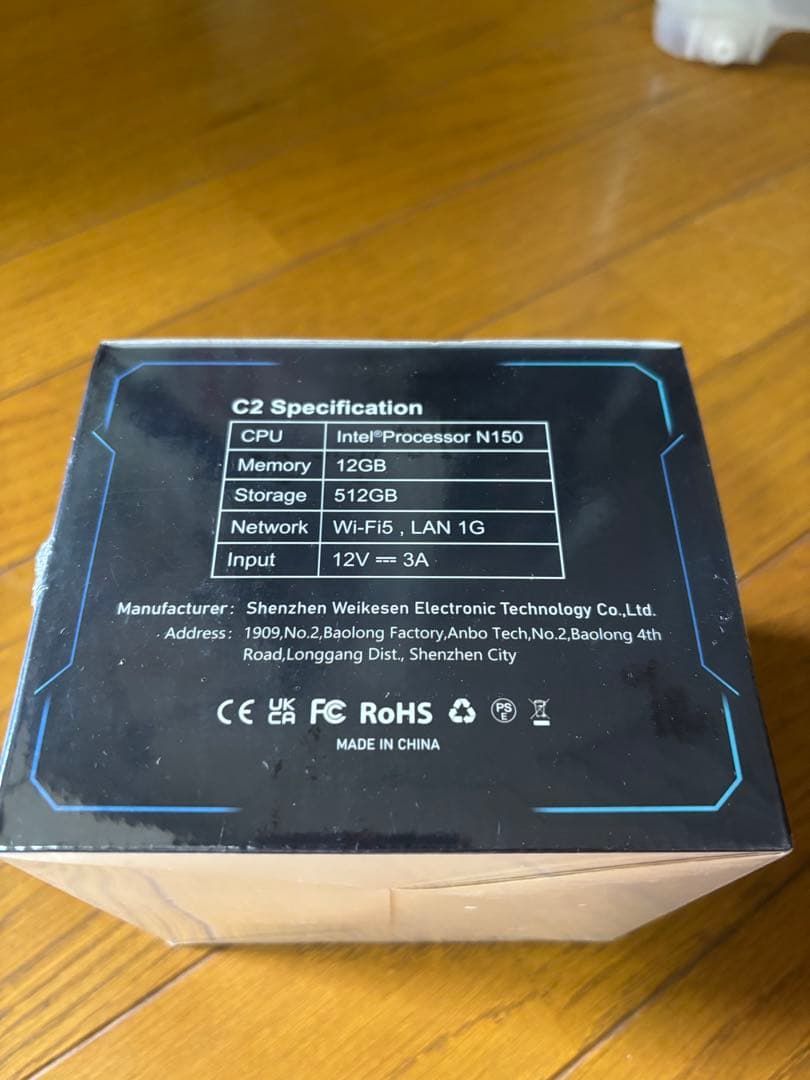 C2 Specification
CPU Intel®Processor N150
Memory 12GB
Storage 512GB
Network Wi-Fi5 , LAN 1G
Input 12V ⎓ 3A
Manufacturer: Shenzhen Weikesen Electronic Technology Co.,Ltd.
Address: 1909,No.2,Baolong Factory,Anbo Tech,No.2,Baolong 4th
Road,Longgang Dist., Shenzhen City
CE UK CA FC RoHS PS E
MADE IN CHINA